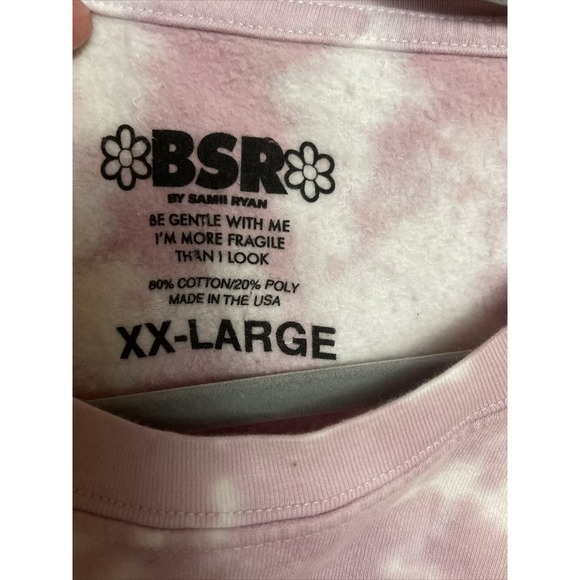 BSR
BY SAMII RYAN
BE GENTLE WITH ME
I'M MORE FRAGILE
THAN I LOOK
80% COTTON/20% POLY
MADE IN THE USA
XX-LARGE